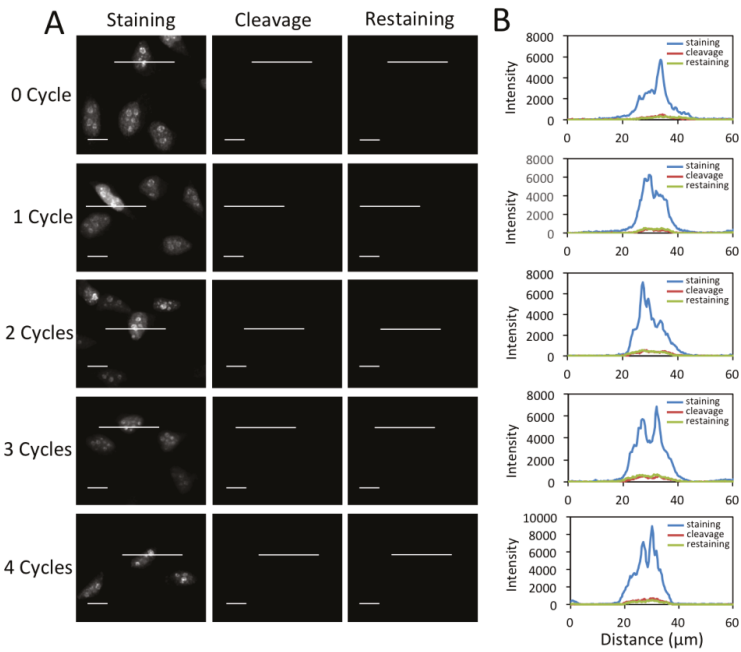 A
Staining Cleavage Restaining
0 Cycle
1 Cycle
2 Cycles
3 Cycles
4 Cycles
B
8000
6000
4000
2000
0
Intensity
staining
cleavage
restaining
0 20 40 60
8000
6000
4000
2000
0
Intensity
staining
cleavage
restaining
0 20 40 60
8000
6000
4000
2000
0
Intensity
staining
cleavage
restaining
0 20 40 60
8000
6000
4000
2000
0
Intensity
staining
cleavage
restaining
0 20 40 60
10000
8000
6000
4000
2000
0
Intensity
staining
cleavage
restaining
0 20 40 60
Distance (μm)